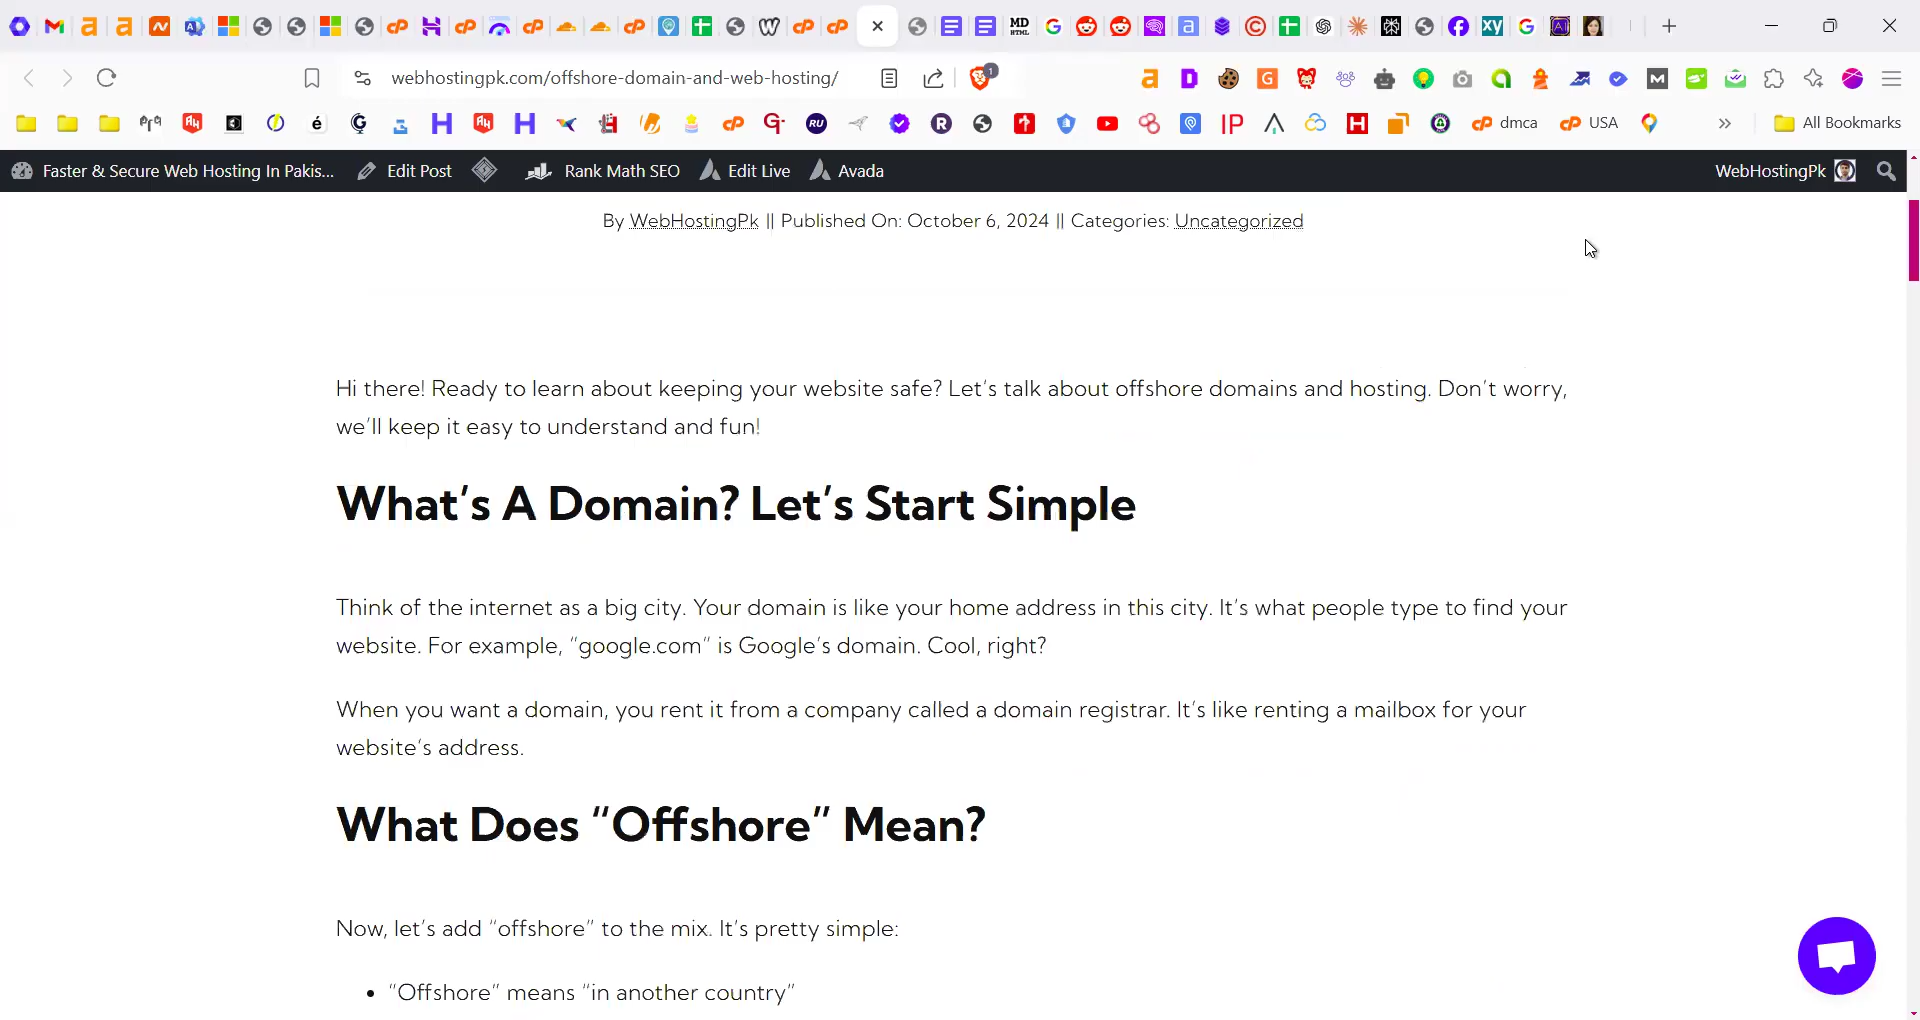 webhostingpk.com/offshore-domain-and-web-hosting/
1
dmca
USA
All Bookmarks
Faster & Secure Web Hosting In Pakis...
Edit Post
Rank Math SEO
Edit Live
Avada
WebHostingPk
By WebHostingPk || Published On: October 6, 2024 || Categories: Uncategorized
Hi there! Ready to learn about keeping your website safe? Let’s talk about offshore domains and hosting. Don’t worry,
we’ll keep it easy to understand and fun!
What’s A Domain? Let’s Start Simple
Think of the internet as a big city. Your domain is like your home address in this city. It’s what people type to find your
website. For example, “google.com” is Google’s domain. Cool, right?
When you want a domain, you rent it from a company called a domain registrar. It’s like renting a mailbox for your
website’s address.
What Does “Offshore” Mean?
Now, let’s add “offshore” to the mix. It’s pretty simple:
• “Offshore” means “in another country”